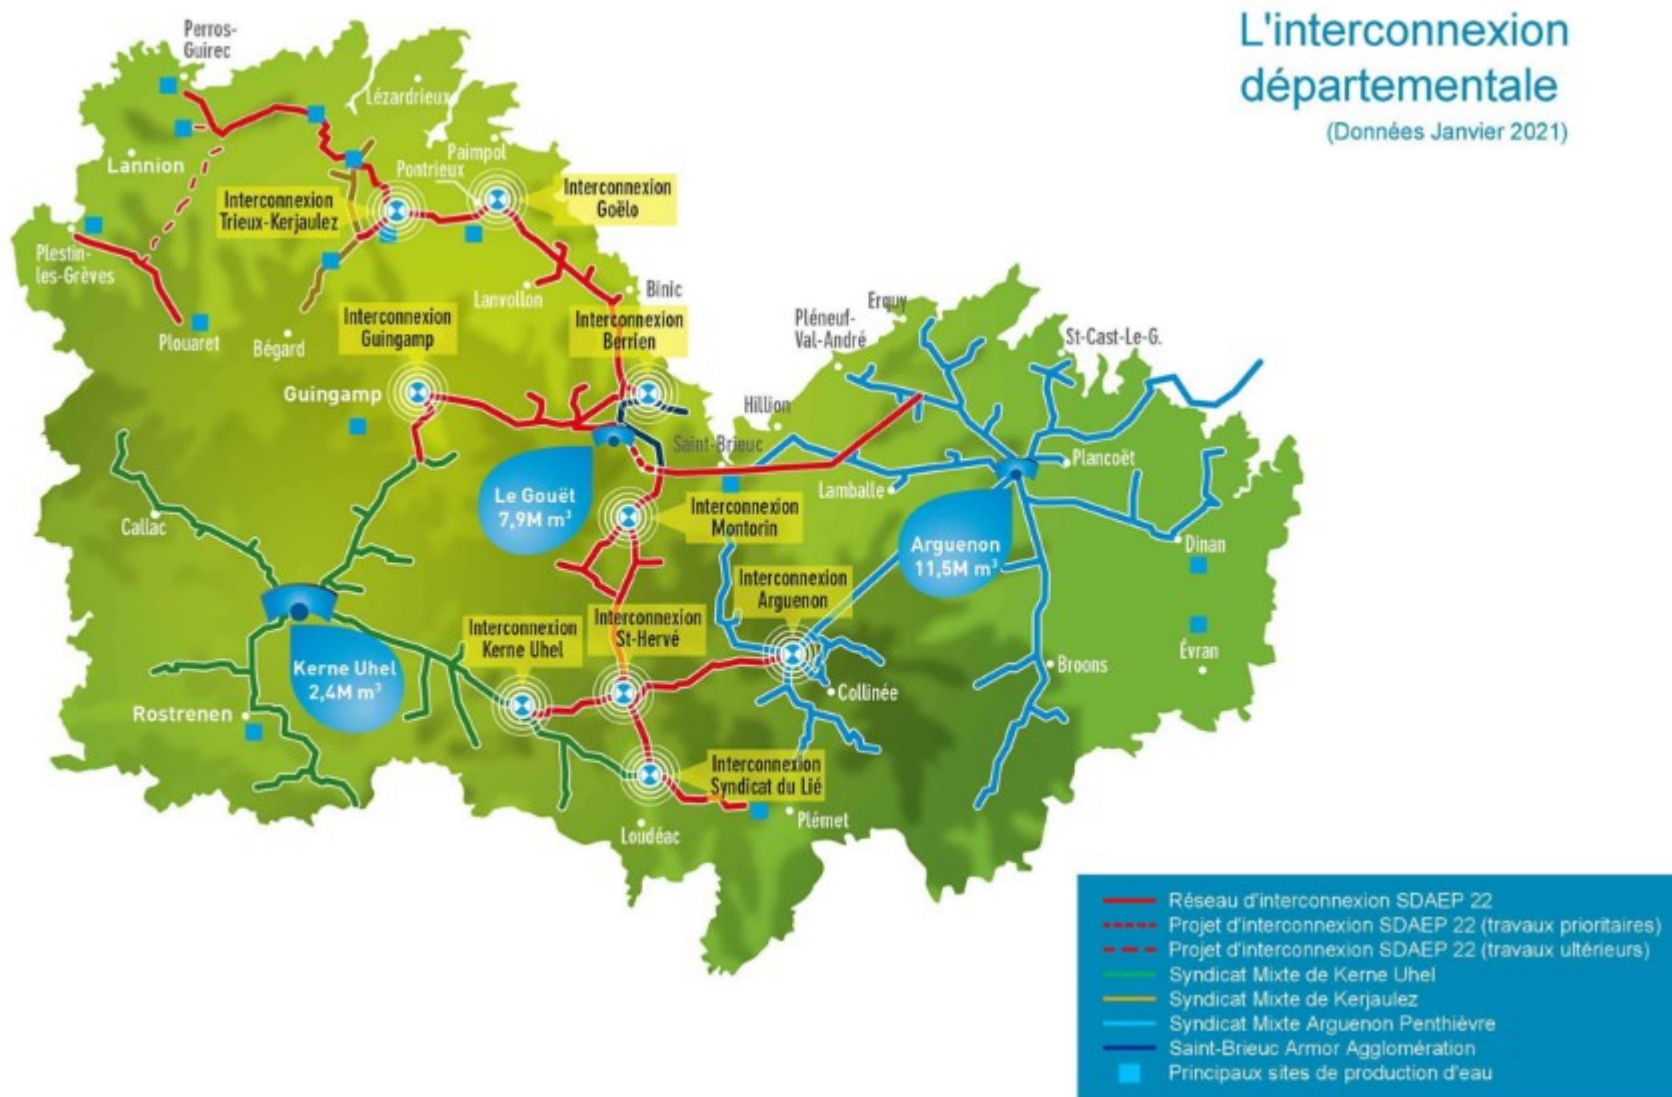 L'interconnexion
départementale
(Données Janvier 2021)
Perros-
Guirec
Lézardrieux
Lannion
Paimpol
Pontrieux
Interconnexion
Trieux-Kerjaulez
Interconnexion
Goëlo
Plestin-
les-Grèves
Lanvollon
Binic
Plouaret
Bégard
Interconnexion
Guingamp
Interconnexion
Berrien
Erquy
Pléneuf-
Val-André
St-Cast-Le-G.
Guingamp
Hillion
Saint-Brieuc
Plancoët
Lamballe
Le Gouët
7,9M m³
Interconnexion
Montorin
Callac
Arguenon
11,5M m³
Dinan
Interconnexion
Arguenon
Interconnexion
St-Hervé
Interconnexion
Kerne Uhel
Kerne Uhel
2,4M m³
Évran
Broons
Collinée
Rostrenen
Interconnexion
Syndicat du Lié
Plémet
Loudéac
Réseau d'interconnexion SDAEP 22
Projet d'interconnexion SDAEP 22 (travaux prioritaires)
Projet d'interconnexion SDAEP 22 (travaux ultérieurs)
Syndicat Mixte de Kerne Uhel
Syndicat Mixte de Kerjaulez
Syndicat Mixte Arguenon Penthièvre
Saint-Brieuc Armor Agglomération
Principaux sites de production d'eau